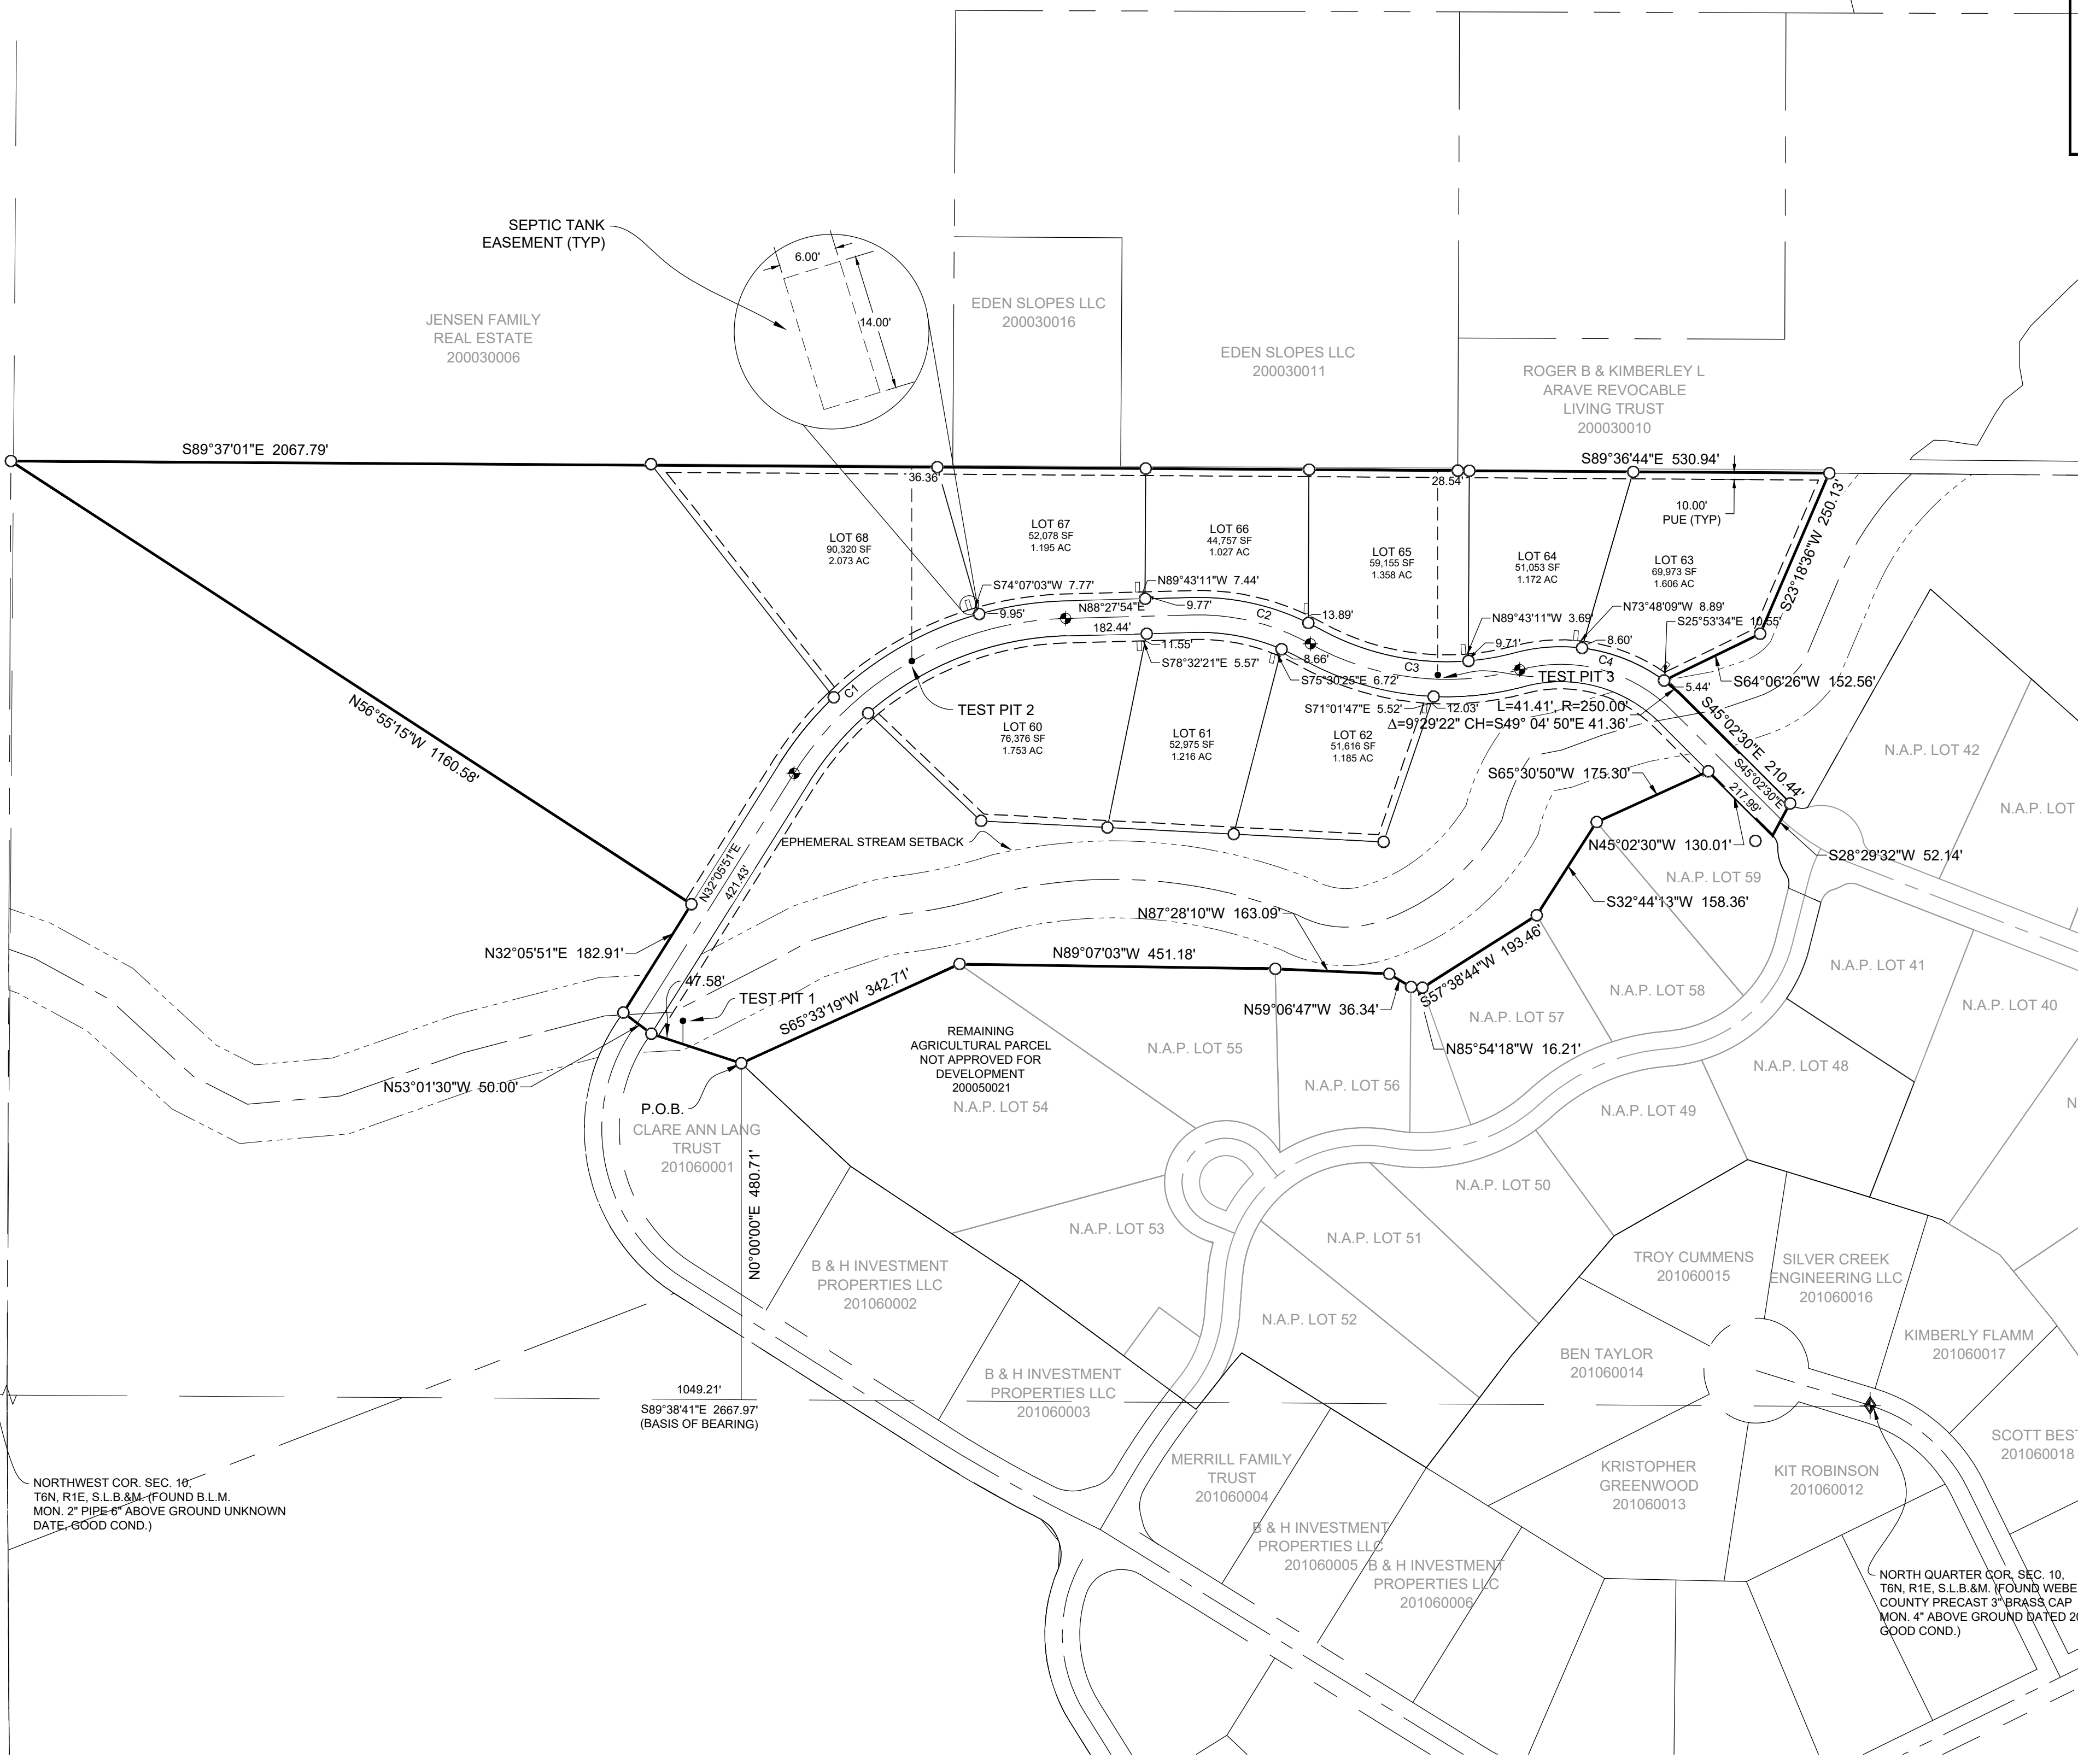 SEPTIC TANK
EASEMENT (TYP)
6.00'
14.00'
JENSEN FAMILY
REAL ESTATE
200030006
EDEN SLOPES LLC
200030016
EDEN SLOPES LLC
200030011
ROGER B & KIMBERLEY L
ARAVE REVOCABLE
LIVING TRUST
200030010
S89°37'01"E 2067.79'
S89°36'44"E 530.94'
36.36'
28.54'
10.00'
PUE (TYP)
S23°18'36"W 250.13'
LOT 68
90,320 SF
2.073 AC
LOT 67
52,078 SF
1.195 AC
LOT 66
44,757 SF
1.027 AC
LOT 65
59,155 SF
1.358 AC
LOT 64
51,053 SF
1.172 AC
LOT 63
69,973 SF
1.606 AC
S74°07'03"W 7.77'
N89°43'11"W 7.44'
9.95'
N88°27'54"E
182.44'
9.77'
C2
13.89'
N89°43'11"W 3.69'
N73°48'09"W 8.89'
S25°53'34"E 10.55'
9.71'
8.60'
11.55'
S78°32'21"E 5.57'
8.66'
S75°30'25"E 6.72'
C3
C4
TEST PIT 3
5.44'
S64°06'26"W 152.56'
C1
TEST PIT 2
S71°01'47"E 5.52'
12.03'
L=41.41', R=250.00'
Δ=9°29'22" CH=S49° 04' 50"E 41.36'
S45°02'30"E 210.44'
S45°02'30"E
217.99'
N56°55'15"W 1160.58'
LOT 60
76,376 SF
1.753 AC
LOT 61
52,975 SF
1.216 AC
LOT 62
51,616 SF
1.185 AC
S65°30'50"W 175.30'
N.A.P. LOT 42
N.A.P. LOT
EPHEMERAL STREAM SETBACK
N45°02'30"W 130.01'
S28°29'32"W 52.14'
N32°05'51"E
421.43'
N.A.P. LOT 59
S32°44'13"W 158.36'
N87°28'10"W 163.09'
N32°05'51"E 182.91'
N89°07'03"W 451.18'
S57°38'44"W 193.46'
N.A.P. LOT 41
47.58'
TEST PIT 1
S65°33'19"W 342.71'
N59°06'47"W 36.34'
N.A.P. LOT 58
N.A.P. LOT 57
N.A.P. LOT 40
REMAINING
AGRICULTURAL PARCEL
NOT APPROVED FOR
DEVELOPMENT
200050021
N.A.P. LOT 54
N.A.P. LOT 55
N85°54'18"W 16.21'
N.A.P. LOT 56
N.A.P. LOT 48
N53°01'30"W 50.00'
P.O.B.
N.A.P. LOT 49
N
CLARE ANN LANG
TRUST
201060001
N0°00'00"E 480.71'
N.A.P. LOT 50
N.A.P. LOT 53
N.A.P. LOT 51
B & H INVESTMENT
PROPERTIES LLC
201060002
TROY CUMMENS
201060015
SILVER CREEK
ENGINEERING LLC
201060016
N.A.P. LOT 52
KIMBERLY FLAMM
201060017
BEN TAYLOR
201060014
B & H INVESTMENT
PROPERTIES LLC
201060003
1049.21'
S89°38'41"E 2667.97'
(BASIS OF BEARING)
SCOTT BEST
201060018
MERRILL FAMILY
TRUST
201060004
KRISTOPHER
GREENWOOD
201060013
KIT ROBINSON
201060012
NORTHWEST COR. SEC. 10,
T6N, R1E, S.L.B.&M. (FOUND B.L.M.
MON. 2" PIPE 6" ABOVE GROUND UNKNOWN
DATE, GOOD COND.)
B & H INVESTMENT
PROPERTIES LLC
201060005
B & H INVESTMENT
PROPERTIES LLC
201060006
NORTH QUARTER COR. SEC. 10,
T6N, R1E, S.L.B.&M. (FOUND WEBE
COUNTY PRECAST 3" BRASS CAP
MON. 4" ABOVE GROUND DATED 20
GOOD COND.)